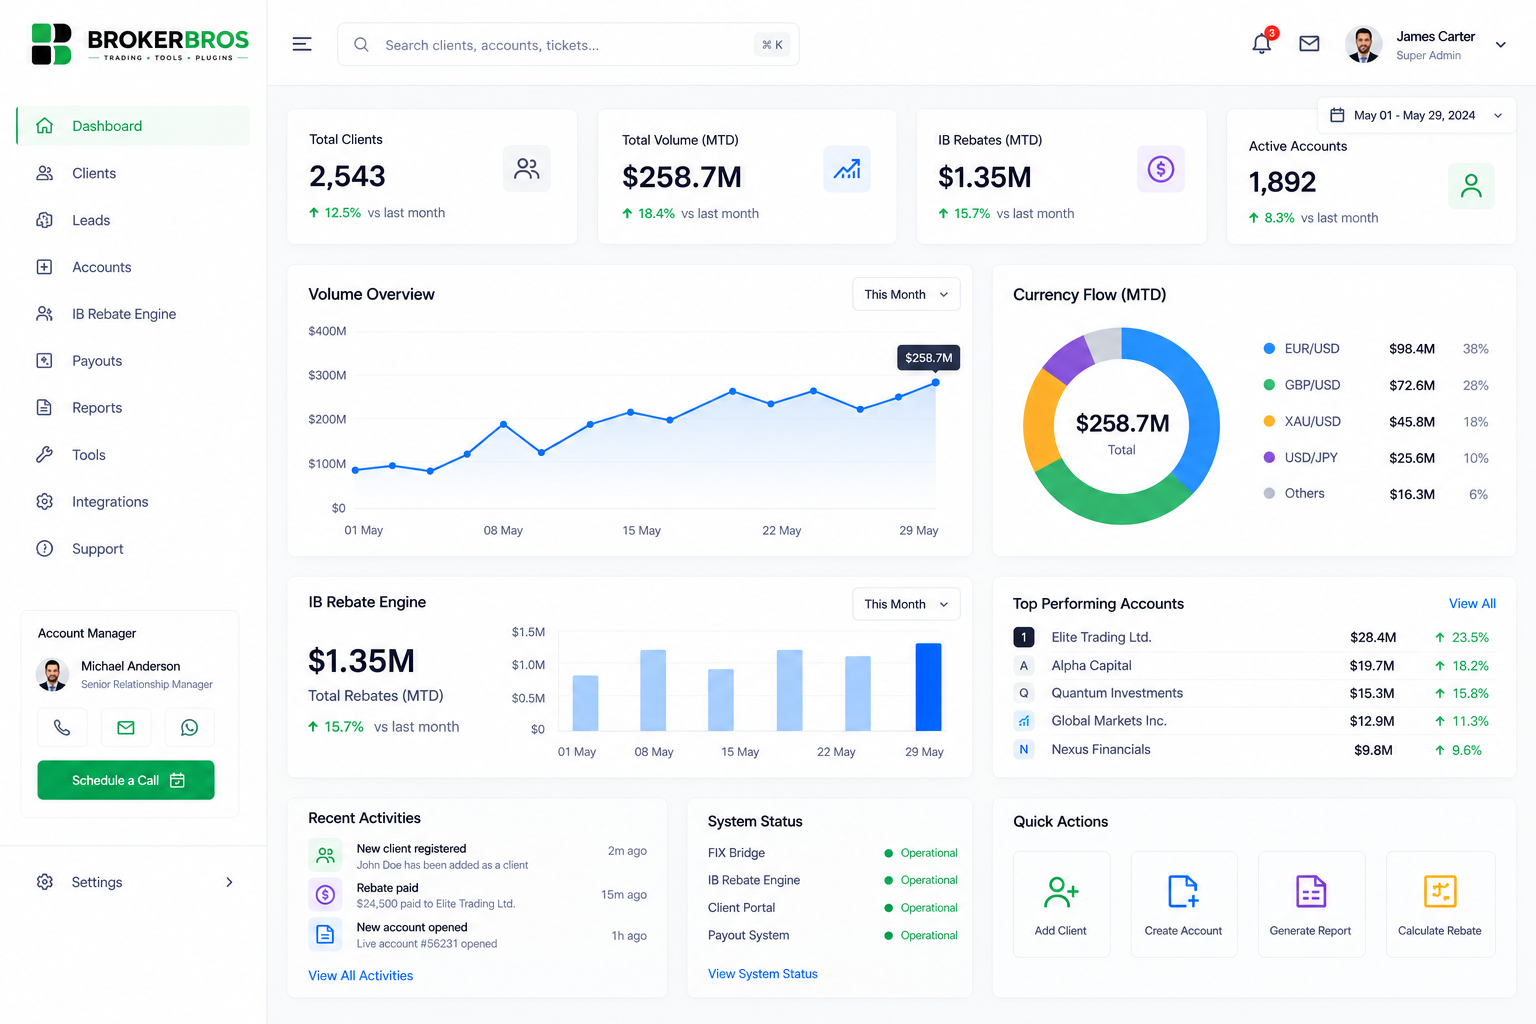 BROKERBROS
TRADING • TOOLS • PLUGINS
Search clients, accounts, tickets...
⌘ K
3
James Carter
Super Admin
Dashboard
Clients
Leads
Accounts
IB Rebate Engine
Payouts
Reports
Tools
Integrations
Support
Account Manager
Michael Anderson
Senior Relationship Manager
Schedule a Call
Settings
May 01 - May 29, 2024
Total Clients
2,543
↑ 12.5% vs last month
Total Volume (MTD)
$258.7M
↑ 18.4% vs last month
IB Rebates (MTD)
$1.35M
↑ 15.7% vs last month
Active Accounts
1,892
↑ 8.3% vs last month
Volume Overview
This Month
$400M
$300M
$200M
$100M
$0
$258.7M
01 May 08 May 15 May 22 May 29 May
Currency Flow (MTD)
$258.7M
Total
EUR/USD $98.4M 38%
GBP/USD $72.6M 28%
XAU/USD $45.8M 18%
USD/JPY $25.6M 10%
Others $16.3M 6%
IB Rebate Engine
This Month
$1.35M
Total Rebates (MTD)
↑ 15.7% vs last month
$1.5M
$1.0M
$0.5M
$0
01 May 08 May 15 May 22 May 29 May
Top Performing Accounts
View All
1 Elite Trading Ltd. $28.4M ↑ 23.5%
A Alpha Capital $19.7M ↑ 18.2%
Q Quantum Investments $15.3M ↑ 15.8%
Global Markets Inc. $12.9M ↑ 11.3%
N Nexus Financials $9.8M ↑ 9.6%
Recent Activities
New client registered 2m ago
John Doe has been added as a client
Rebate paid 15m ago
$24,500 paid to Elite Trading Ltd.
New account opened 1h ago
Live account #56231 opened
View All Activities
System Status
FIX Bridge Operational
IB Rebate Engine Operational
Client Portal Operational
Payout System Operational
View System Status
Quick Actions
Add Client
Create Account
Generate Report
Calculate Rebate